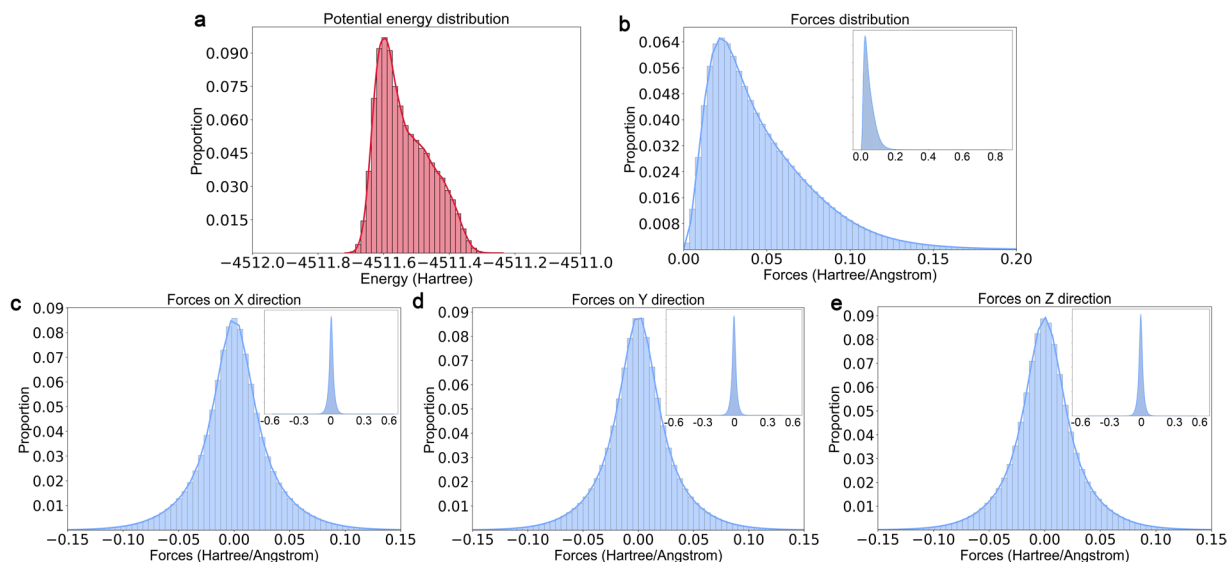 a
Potential energy distribution
0.090
0.075
0.060
0.045
0.030
0.015
Proportion
−4512.0 −4511.8 −4511.6 −4511.4 −4511.2 −4511.0
Energy (Hartree)
b
Forces distribution
0.064
0.056
0.048
0.040
0.032
0.024
0.016
0.008
Proportion
0.0 0.2 0.4 0.6 0.8
0.00 0.05 0.10 0.15 0.20
Forces (Hartree/Angstrom)
c
Forces on X direction
0.09
0.08
0.07
0.06
0.05
0.04
0.03
0.02
0.01
Proportion
-0.6 -0.3 0 0.3 0.6
−0.15 −0.10 −0.05 0.00 0.05 0.10 0.15
Forces (Hartree/Angstrom)
d
Forces on Y direction
0.09
0.08
0.07
0.06
0.05
0.04
0.03
0.02
0.01
Proportion
-0.6 -0.3 0 0.3 0.6
−0.15 −0.10 −0.05 0.00 0.05 0.10 0.15
Forces (Hartree/Angstrom)
e
Forces on Z direction
0.09
0.08
0.07
0.06
0.05
0.04
0.03
0.02
0.01
Proportion
-0.6 -0.3 0 0.3 0.6
−0.15 −0.10 −0.05 0.00 0.05 0.10 0.15
Forces (Hartree/Angstrom)